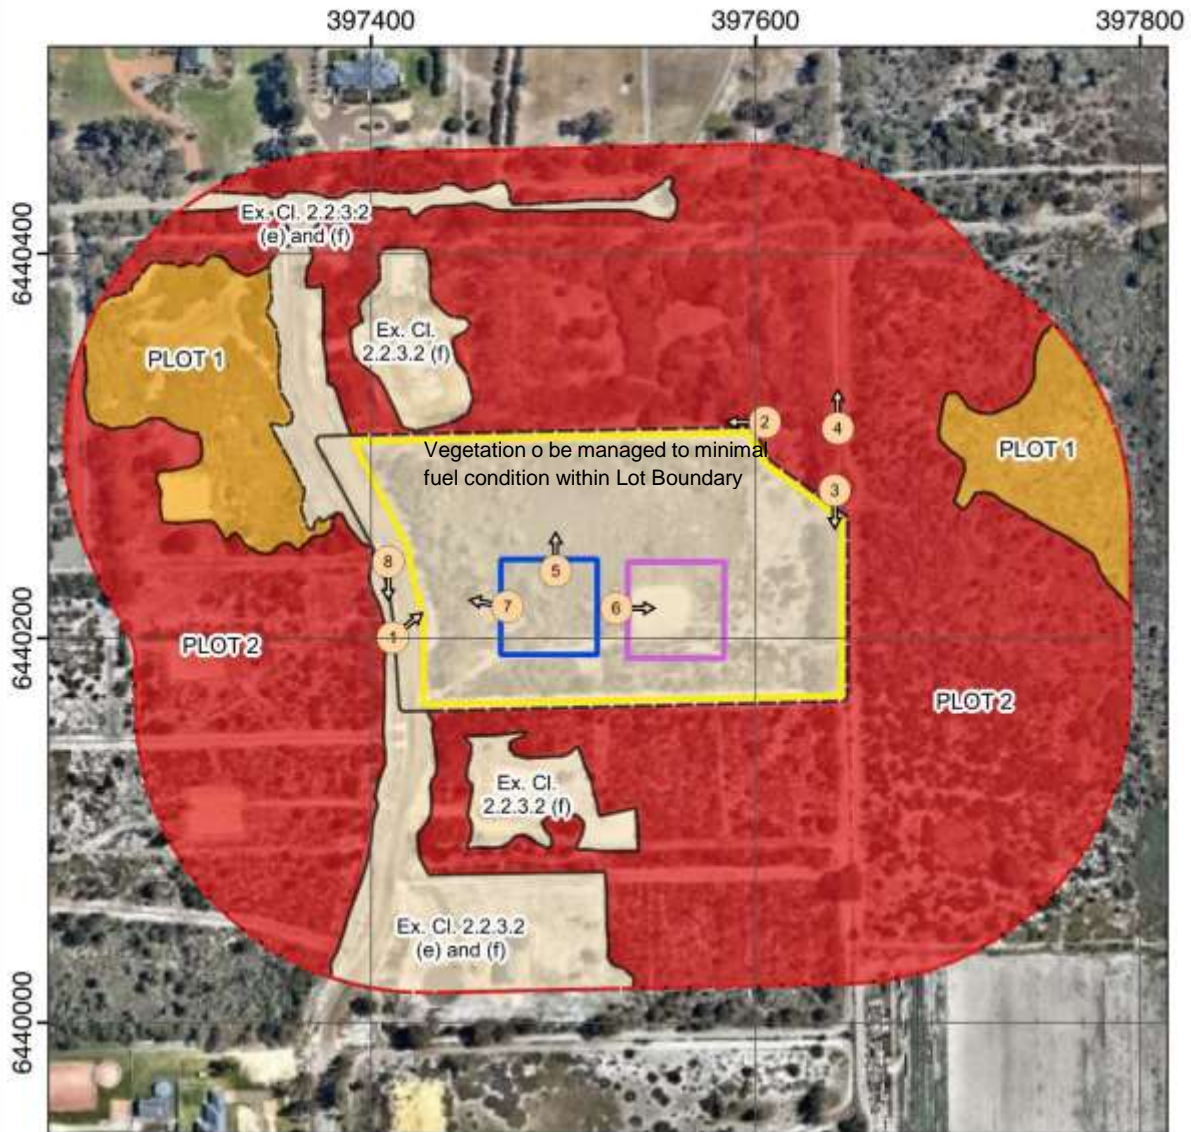 397400 397600 397800
6440400
Ex. Cl. 2.2.3.2
(e) and (f)
Ex. Cl.
2.2.3.2 (f)
PLOT 1
2
4
PLOT 1
Vegetation o be managed to minimal
fuel condition within Lot Boundary
3
8
5
7
6
1
6440200
PLOT 2
PLOT 2
Ex. Cl.
2.2.3.2 (f)
Ex. Cl. 2.2.3.2
(e) and (f)
6440000